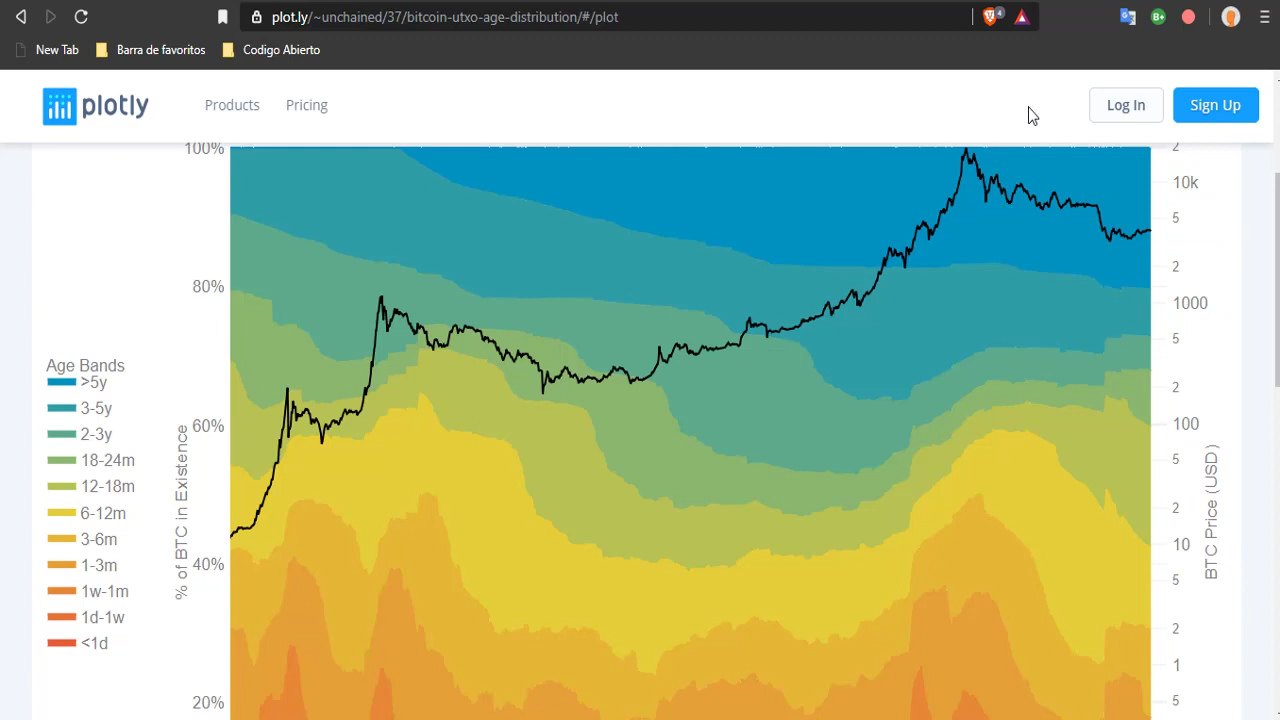 plot.ly/~unchained/37/bitcoin-utxo-age-distribution/#/plot
4
B+
New Tab
Barra de favoritos
Codigo Abierto
plotly
Products
Pricing
Log In
Sign Up
100%
80%
60%
40%
20%
% of BTC in Existence
Age Bands
>5y
3-5y
2-3y
18-24m
12-18m
6-12m
3-6m
1-3m
1w-1m
1d-1w
<1d
2
10k
5
2
1000
5
2
100
5
2
10
5
2
1
5
BTC Price (USD)